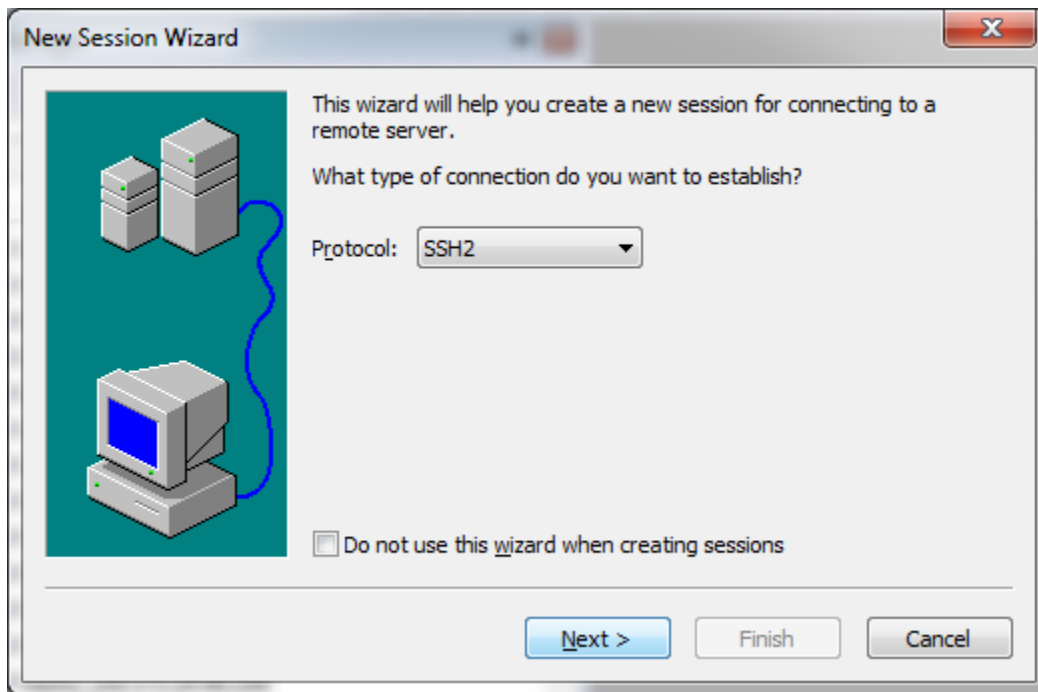 New Session Wizard
This wizard will help you create a new session for connecting to a
remote server.
What type of connection do you want to establish?
Protocol: SSH2
Do not use this wizard when creating sessions
Next > Finish Cancel